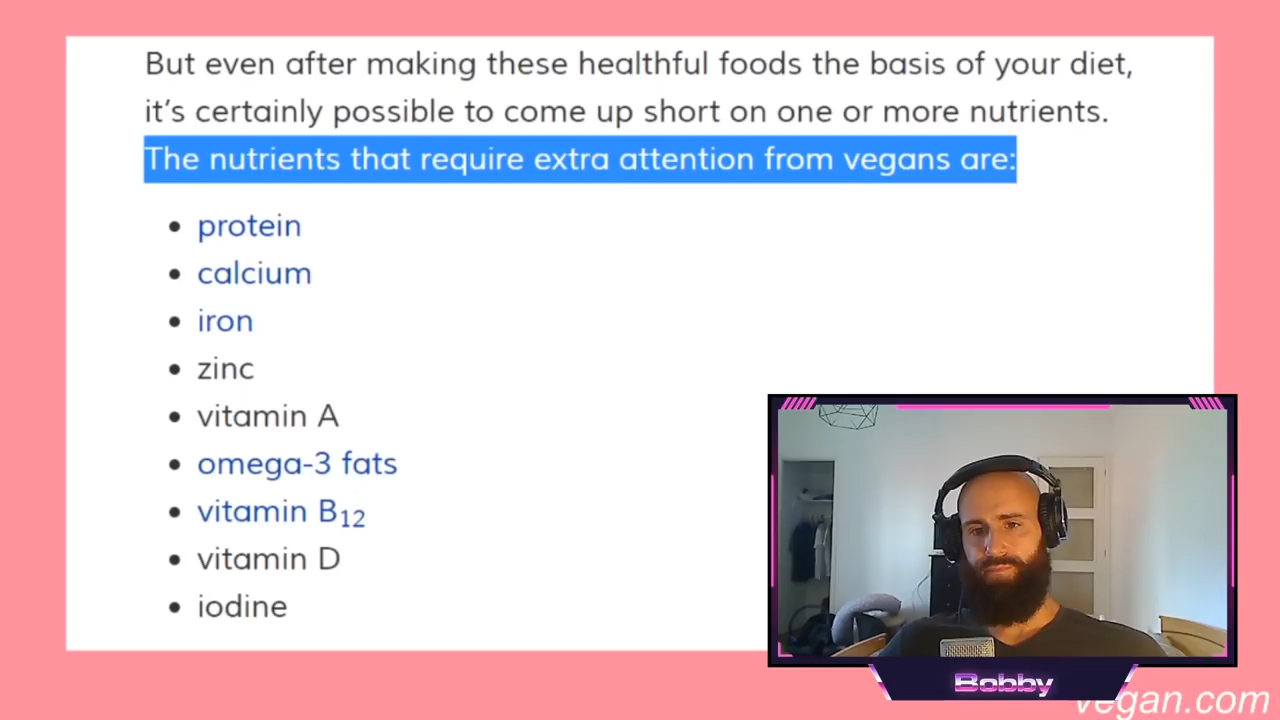 But even after making these healthful foods the basis of your diet,
it's certainly possible to come up short on one or more nutrients.
The nutrients that require extra attention from vegans are:
protein
calcium
iron
zinc
vitamin A
omega-3 fats
vitamin B12
vitamin D
iodine
Bobby
vegan.com